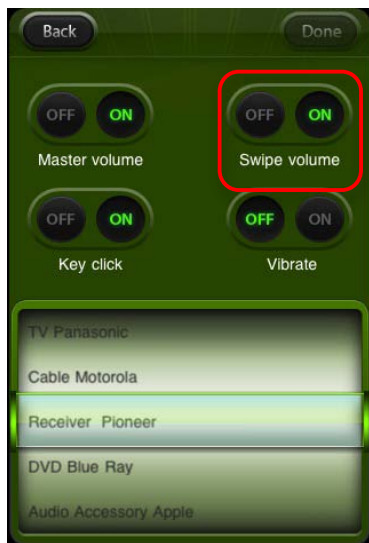 Back Done
OFF ON OFF ON
Master volume Swipe volume
OFF ON OFF ON
Key click Vibrate
TV Panasonic
Cable Motorola
Receiver Pioneer
DVD Blue Ray
Audio Accessory Apple